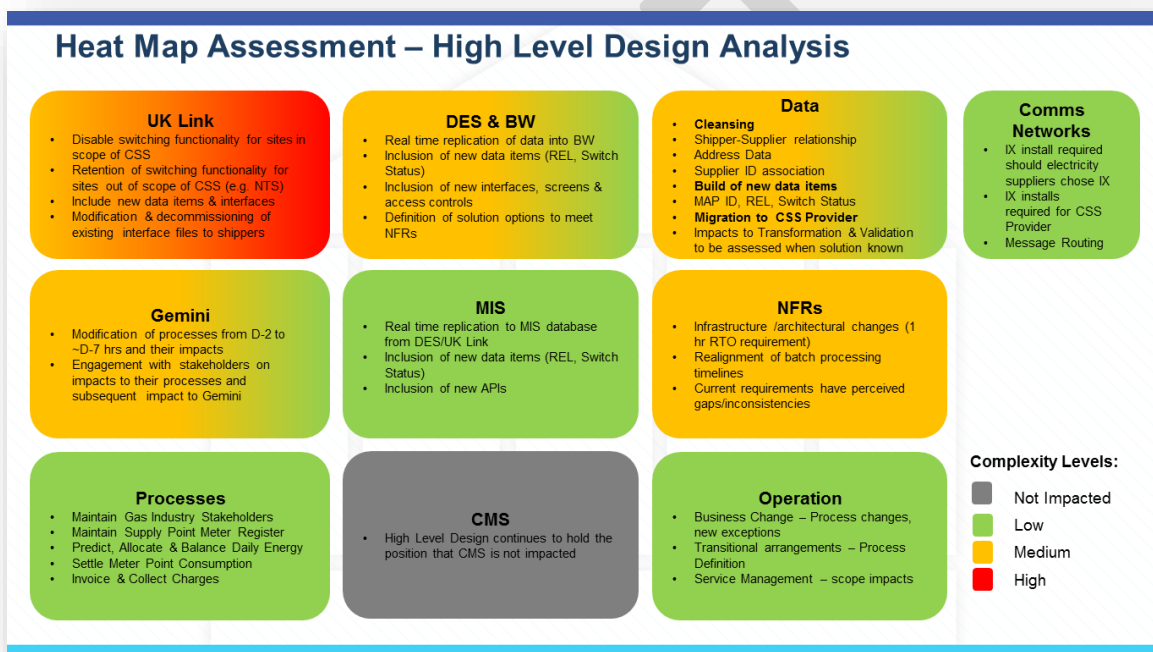 Heat Map Assessment – High Level Design Analysis
UK Link
• Disable switching functionality for sites in
scope of CSS
• Retention of switching functionality for
sites out of scope of CSS (e.g. NTS)
• Include new data items & interfaces
• Modification & decommissioning of
existing interface files to shippers
DES & BW
• Real time replication of data into BW
• Inclusion of new data items (REL, Switch
Status)
• Inclusion of new interfaces, screens &
access controls
• Definition of solution options to meet
NFRs
Data
• Cleansing
• Shipper-Supplier relationship
• Address Data
• Supplier ID association
• Build of new data items
• MAP ID, REL, Switch Status
• Migration to CSS Provider
• Impacts to Transformation & Validation
to be assessed when solution known
Comms
Networks
• IX install required
should electricity
suppliers chose IX
• IX installs
required for CSS
Provider
• Message Routing
Gemini
• Modification of processes from D-2 to
~D-7 hrs and their impacts
• Engagement with stakeholders on
impacts to their processes and
subsequent impact to Gemini
MIS
• Real time replication to MIS database
from DES/UK Link
• Inclusion of new data items (REL, Switch
Status)
• Inclusion of new APIs
NFRs
• Infrastructure /architectural changes (1
hr RTO requirement)
• Realignment of batch processing
timelines
• Current requirements have perceived
gaps/inconsistencies
Processes
• Maintain Gas Industry Stakeholders
• Maintain Supply Point Meter Register
• Predict, Allocate & Balance Daily Energy
• Settle Meter Point Consumption
• Invoice & Collect Charges
CMS
• High Level Design continues to hold the
position that CMS is not impacted
Operation
• Business Change – Process changes,
new exceptions
• Transitional arrangements – Process
Definition
• Service Management – scope impacts
Complexity Levels:
Not Impacted
Low
Medium
High